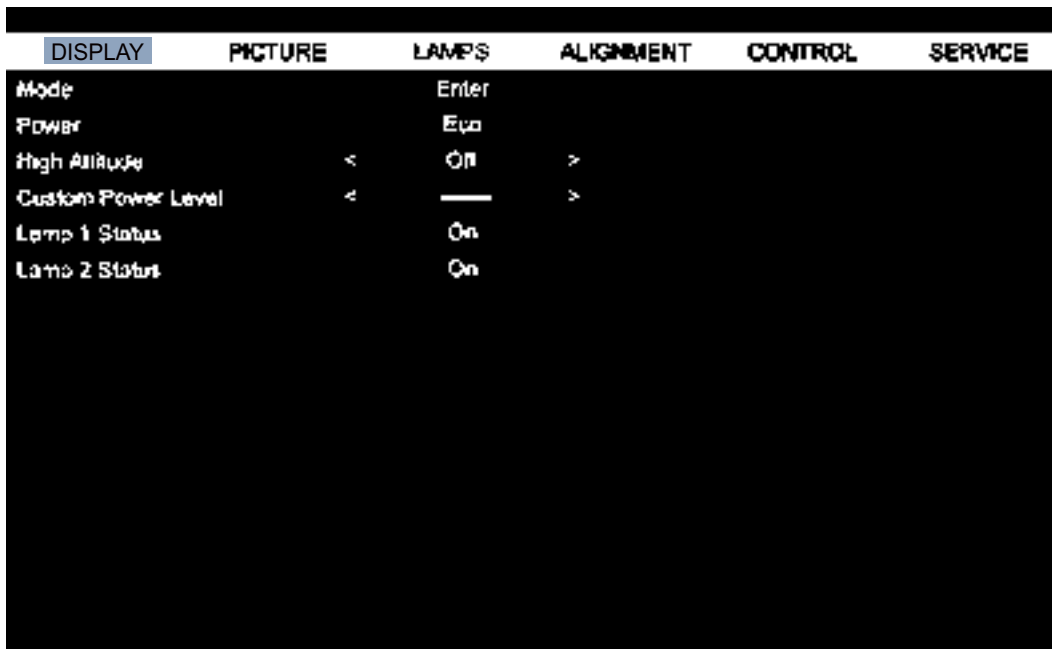 DISPLAY PICTURE LAMPS ALIGNMENT CONTROL SERVICE
Mode Enter
Power Eco
High Altitude < Off >
Custom Power Level < >
Lamp 1 Status On
Lamp 2 Status On